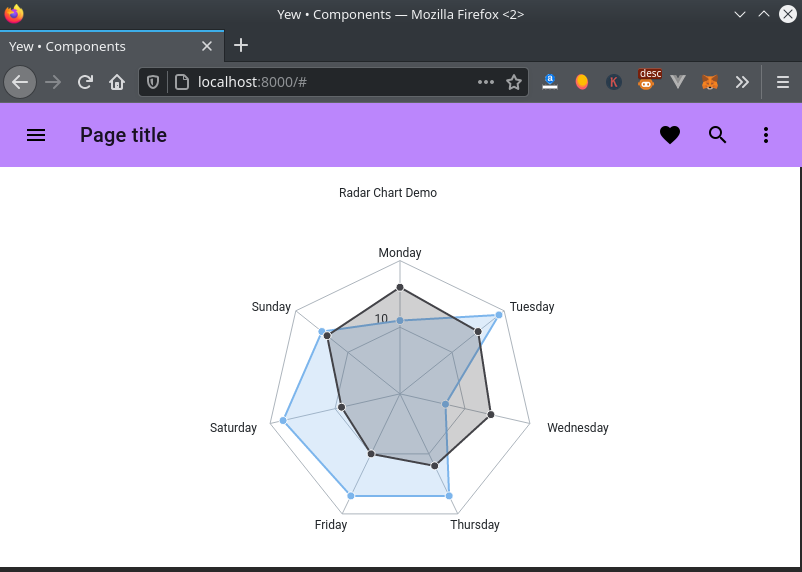 Yew • Components — Mozilla Firefox <2>
Yew • Components
localhost:8000/#
a
K
desc
Page title
Radar Chart Demo
Monday
Sunday
Tuesday
10
Saturday
Wednesday
Friday
Thursday